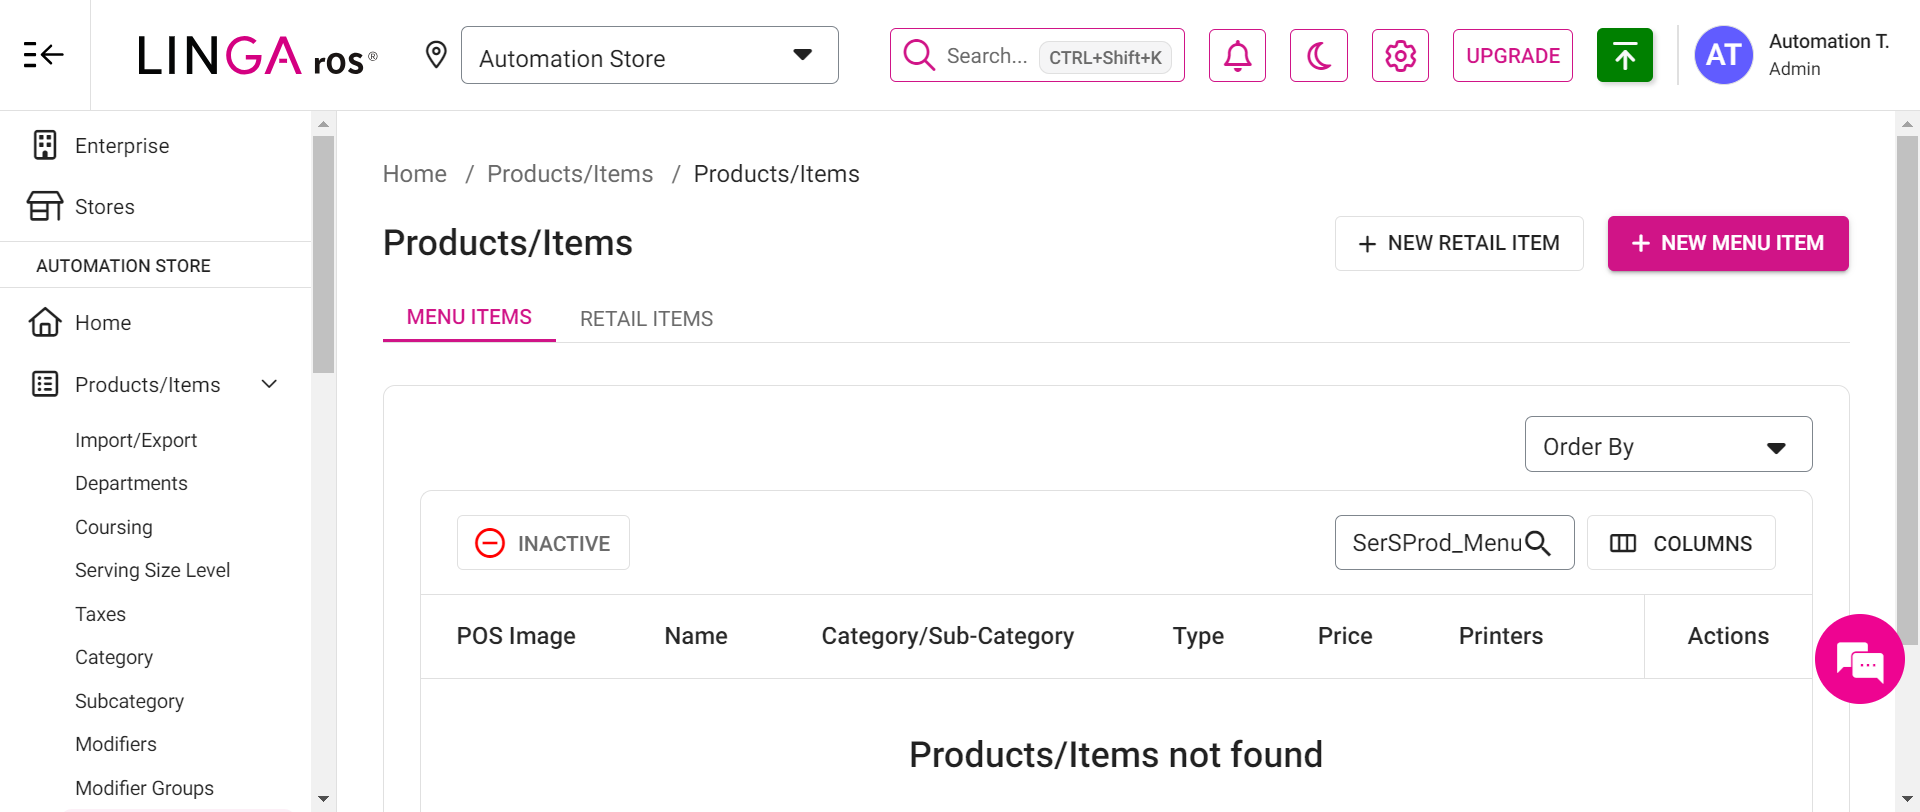 LINGA ros®
Automation Store
Search... CTRL+Shift+K
UPGRADE
AT
Automation T.
Admin
Enterprise
Stores
AUTOMATION STORE
Home
Products/Items
Import/Export
Departments
Coursing
Serving Size Level
Taxes
Category
Subcategory
Modifiers
Modifier Groups
Home / Products/Items / Products/Items
Products/Items
+ NEW RETAIL ITEM
+ NEW MENU ITEM
MENU ITEMS
RETAIL ITEMS
Order By
INACTIVE
SerSProd_Menu
COLUMNS
POS Image Name Category/Sub-Category Type Price Printers Actions
Products/Items not found